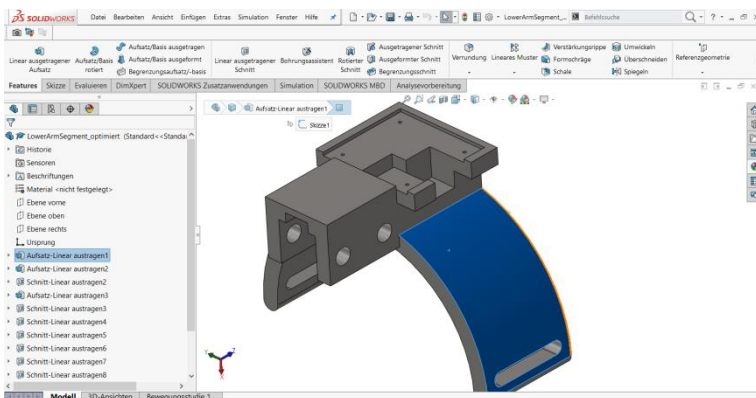 SOLIDWORKS Datei Bearbeiten Ansicht Einfügen Extras Simulation Fenster Hilfe LowerArmSegment_... Befehlssuche
Linear ausgetragener Aufsatz
Aufsatz/Basis rotiert
Aufsatz/Basis ausgetragen
Aufsatz/Basis ausgeformt
Begrenzungsaufsatz/-basis
Linear ausgetragener Schnitt
Bohrungsassistent
Rotierter Schnitt
Ausgetragener Schnitt
Ausgeformter Schnitt
Begrenzungsschnitt
Verrundung
Lineares Muster
Verstärkungsrippe
Formschräge
Schale
Umwickeln
Überschneiden
Spiegeln
Referenzgeometrie
Features Skizze Evaluieren DimXpert SOLIDWORKS Zusatzanwendungen Simulation SOLIDWORKS MBD Analysevorbereitung
Aufsatz-Linear austragen1
Skizze1
LowerArmSegment_optimiert (Standard<<Standa
Historie
Sensoren
Beschriftungen
Material <nicht festgelegt>
Ebene vorne
Ebene oben
Ebene rechts
Ursprung
Aufsatz-Linear austragen1
Aufsatz-Linear austragen2
Schnitt-Linear austragen2
Aufsatz-Linear austragen3
Schnitt-Linear austragen3
Schnitt-Linear austragen4
Schnitt-Linear austragen5
Schnitt-Linear austragen6
Schnitt-Linear austragen7
Schnitt-Linear austragen8
Y Z
X
Modell 3D-Ansichten Bewegungsstudie 1